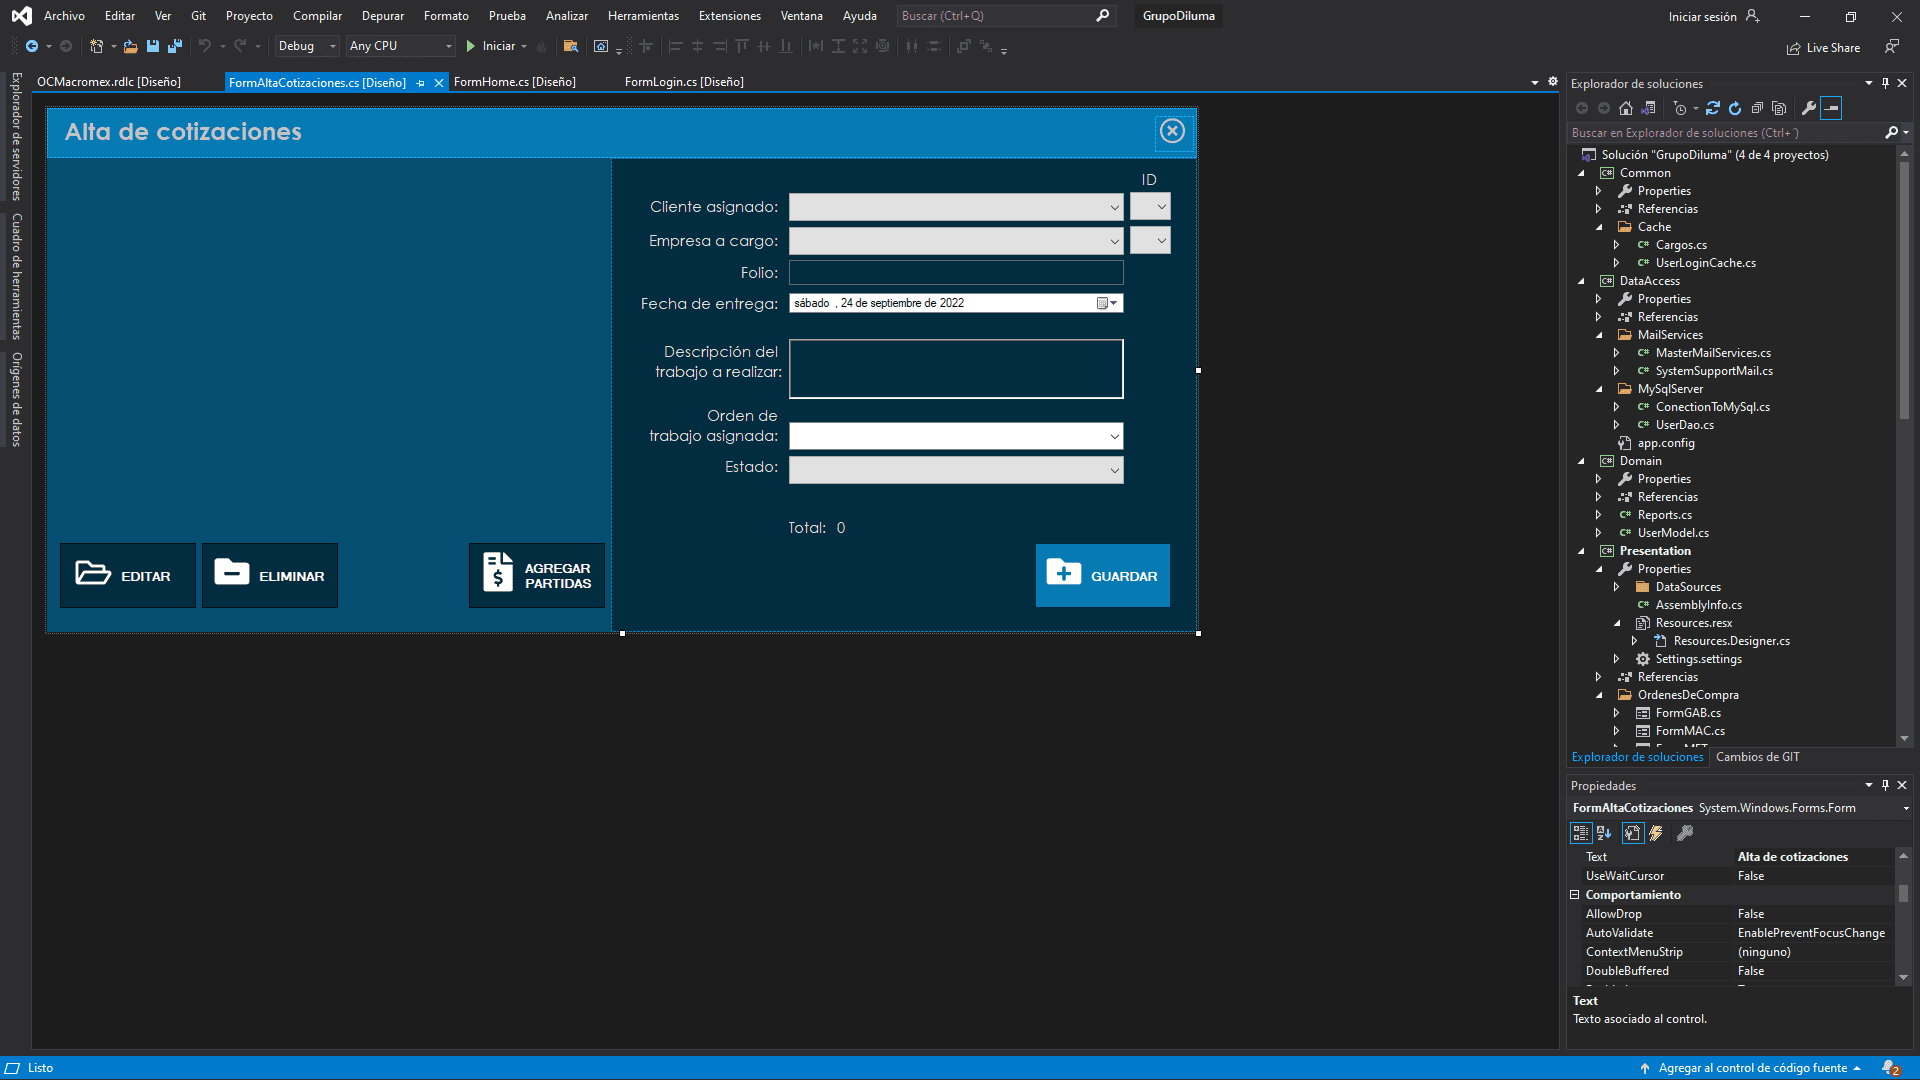 Archivo Editar Ver Git Proyecto Compilar Depurar Formato Prueba Analizar Herramientas Extensiones Ventana Ayuda Buscar (Ctrl+Q) GrupoDiluma Iniciar sesión
Debug Any CPU Iniciar Live Share
OCMacromex.rdlc [Diseño] FormAltaCotizaciones.cs [Diseño] FormHome.cs [Diseño] FormLogin.cs [Diseño]
Explorador de servidores
Cuadro de herramientas
Orígenes de datos
Alta de cotizaciones
ID
Cliente asignado:
Empresa a cargo:
Folio:
Fecha de entrega: sábado , 24 de septiembre de 2022
Descripción del
trabajo a realizar:
Orden de
trabajo asignada:
Estado:
Total: 0
EDITAR
ELIMINAR
AGREGAR
PARTIDAS
GUARDAR
Explorador de soluciones
Buscar en Explorador de soluciones (Ctrl+´)
Solución "GrupoDiluma" (4 de 4 proyectos)
C# Common
Properties
Referencias
Cache
C# Cargos.cs
C# UserLoginCache.cs
C# DataAccess
Properties
Referencias
MailServices
C# MasterMailServices.cs
C# SystemSupportMail.cs
MySqlServer
C# ConectionToMySql.cs
C# UserDao.cs
app.config
C# Domain
Properties
Referencias
C# Reports.cs
C# UserModel.cs
C# Presentation
Properties
DataSources
C# AssemblyInfo.cs
Resources.resx
Resources.Designer.cs
Settings.settings
Referencias
OrdenesDeCompra
FormGAB.cs
FormMAC.cs
Explorador de soluciones Cambios de GIT
Propiedades
FormAltaCotizaciones System.Windows.Forms.Form
Text Alta de cotizaciones
UseWaitCursor False
Comportamiento
AllowDrop False
AutoValidate EnablePreventFocusChange
ContextMenuStrip (ninguno)
DoubleBuffered False
Text
Texto asociado al control.
Listo Agregar al control de código fuente 2